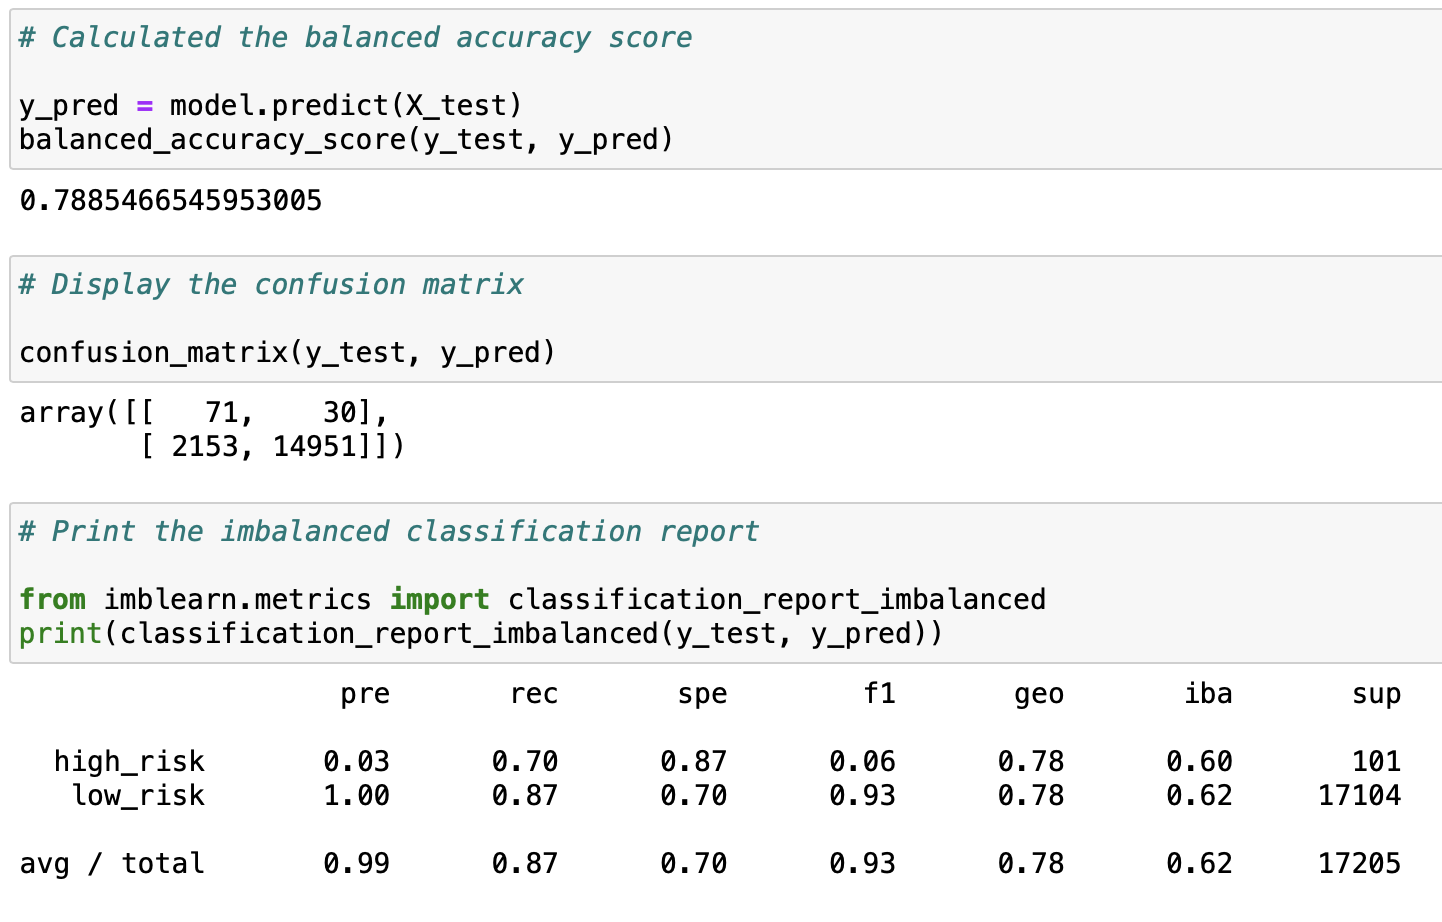 # Calculated the balanced accuracy score
y_pred = model.predict(X_test)
balanced_accuracy_score(y_test, y_pred)
0.7885466545953005
# Display the confusion matrix
confusion_matrix(y_test, y_pred)
array([[   71,    30],
       [ 2153, 14951]])
# Print the imbalanced classification report
from imblearn.metrics import classification_report_imbalanced
print(classification_report_imbalanced(y_test, y_pred))
                   pre       rec       spe        f1       geo       iba       sup
  high_risk       0.03      0.70      0.87      0.06      0.78      0.60       101
   low_risk       1.00      0.87      0.70      0.93      0.78      0.62     17104
avg / total       0.99      0.87      0.70      0.93      0.78      0.62     17205